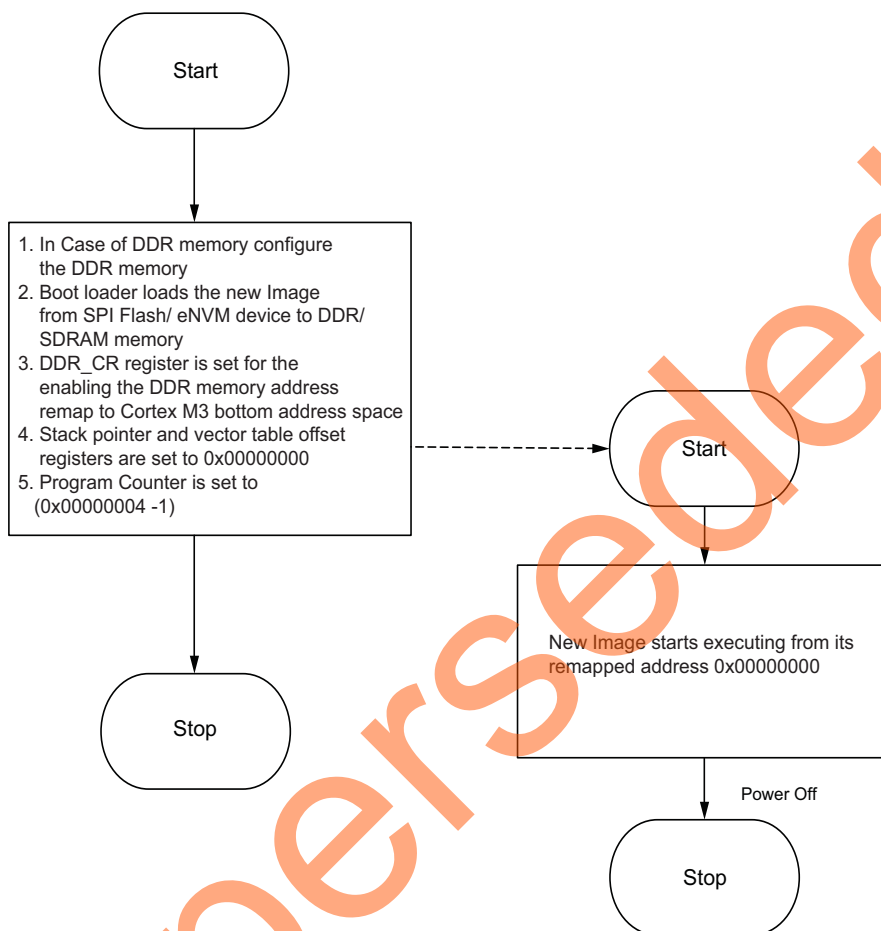 Start
1. In Case of DDR memory configure
the DDR memory
2. Boot loader loads the new Image
from SPI Flash/ eNVM device to DDR/
SDRAM memory
3. DDR_CR register is set for the
enabling the DDR memory address
remap to Cortex M3 bottom address space
4. Stack pointer and vector table offset
registers are set to 0x00000000
5. Program Counter is set to
(0x00000004 -1)
Stop
Start
New Image starts executing from its
remapped address 0x00000000
Power Off
Stop
perseded